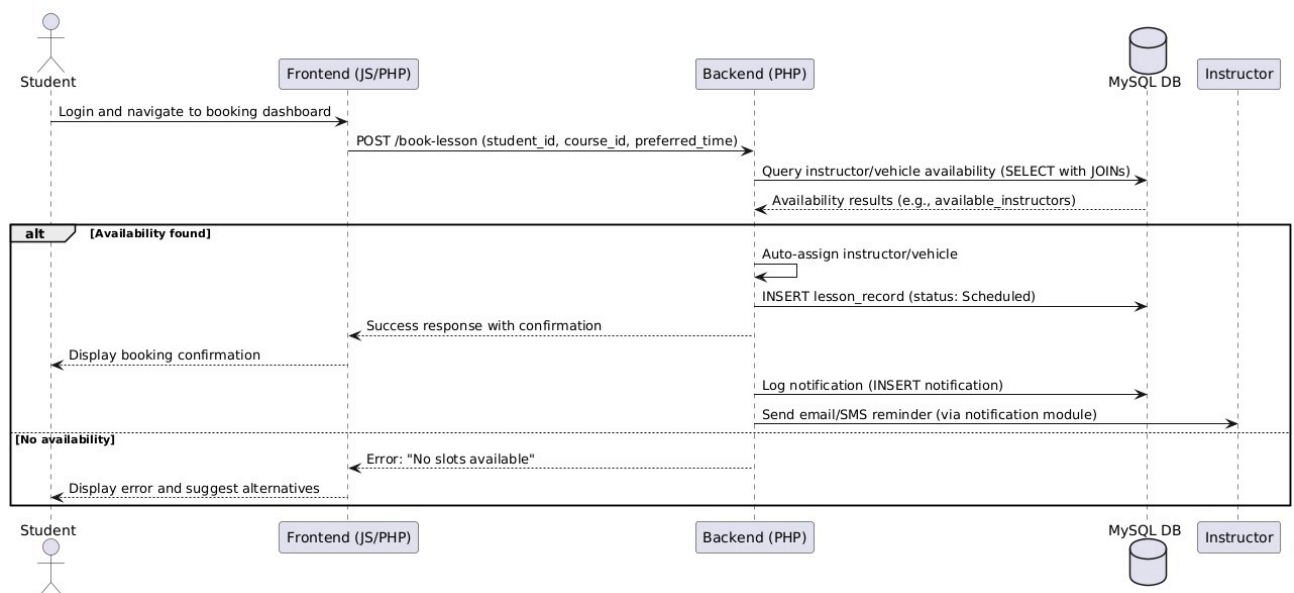 Student
Frontend (JS/PHP)
Backend (PHP)
MySQL DB
Instructor
Login and navigate to booking dashboard
POST /book-lesson (student_id, course_id, preferred_time)
Query instructor/vehicle availability (SELECT with JOINs)
Availability results (e.g., available_instructors)
alt
[Availability found]
Auto-assign instructor/vehicle
INSERT lesson_record (status: Scheduled)
Success response with confirmation
Display booking confirmation
Log notification (INSERT notification)
Send email/SMS reminder (via notification module)
[No availability]
Error: "No slots available"
Display error and suggest alternatives
Student
Frontend (JS/PHP)
Backend (PHP)
MySQL DB
Instructor